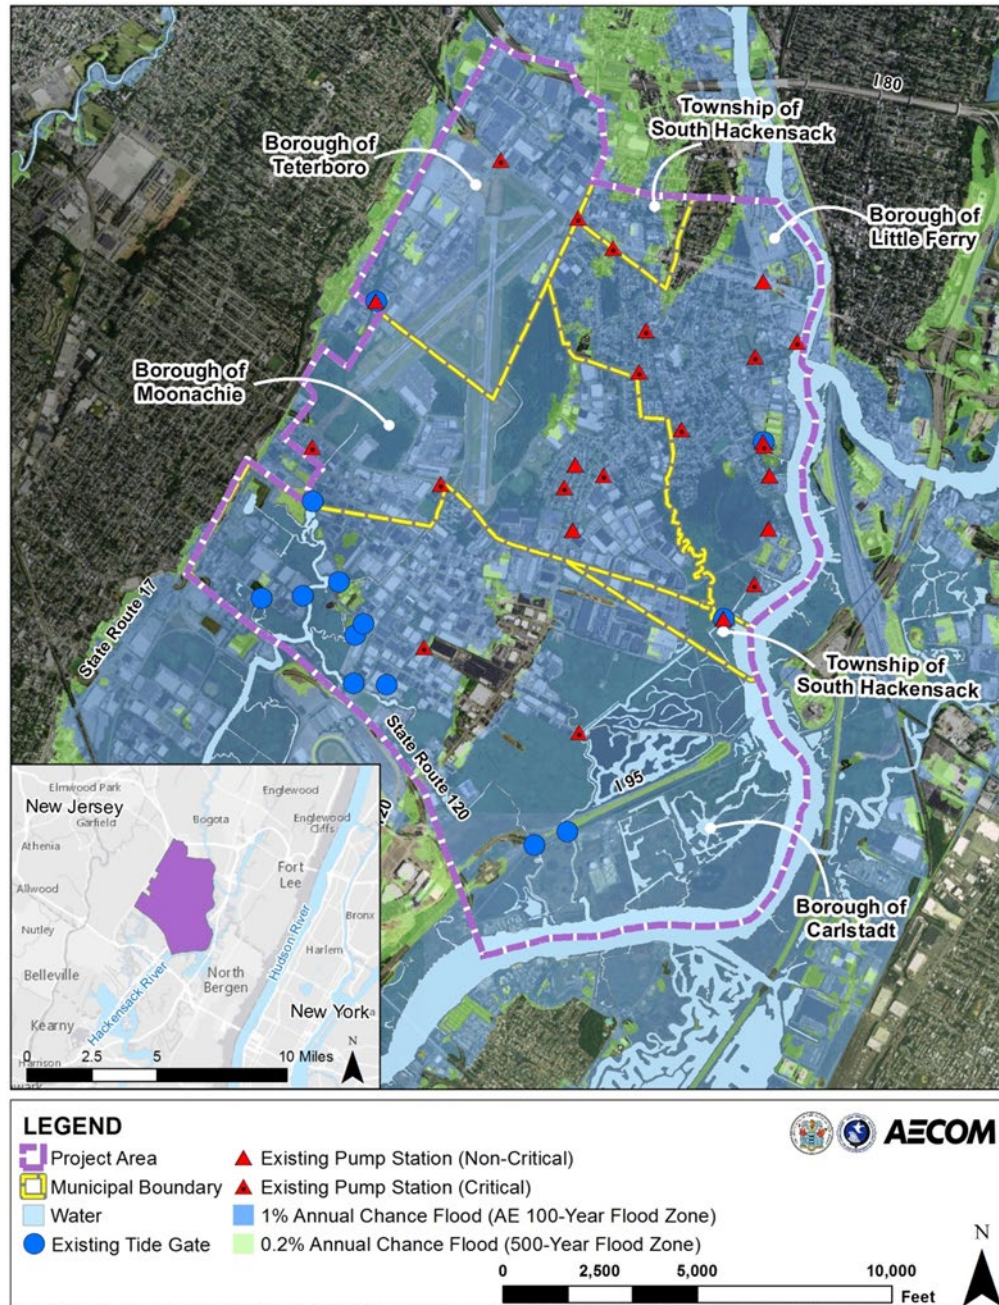 I 80
Township of
South Hackensack
Borough of
Teterboro
Borough of
Little Ferry
Borough of
Moonachie
State Route 17
Township of
South Hackensack
State Route 120
I 95
120
Borough of
Carlstadt
Elmwood Park
New Jersey
Garfield
Englewood
Bogota
Englewood
Cliffs
Athenia
Fort
Lee
Allwood
Bronx
Nutley
Hudson River
Harlem
Belleville
North
Bergen
Hackensack River
New York
Kearny
Harrison
N
0 2.5 5 10 Miles
LEGEND
Project Area
Municipal Boundary
Water
Existing Tide Gate
Existing Pump Station (Non-Critical)
Existing Pump Station (Critical)
1% Annual Chance Flood (AE 100-Year Flood Zone)
0.2% Annual Chance Flood (500-Year Flood Zone)
AECOM
N
0 2,500 5,000 10,000
Feet